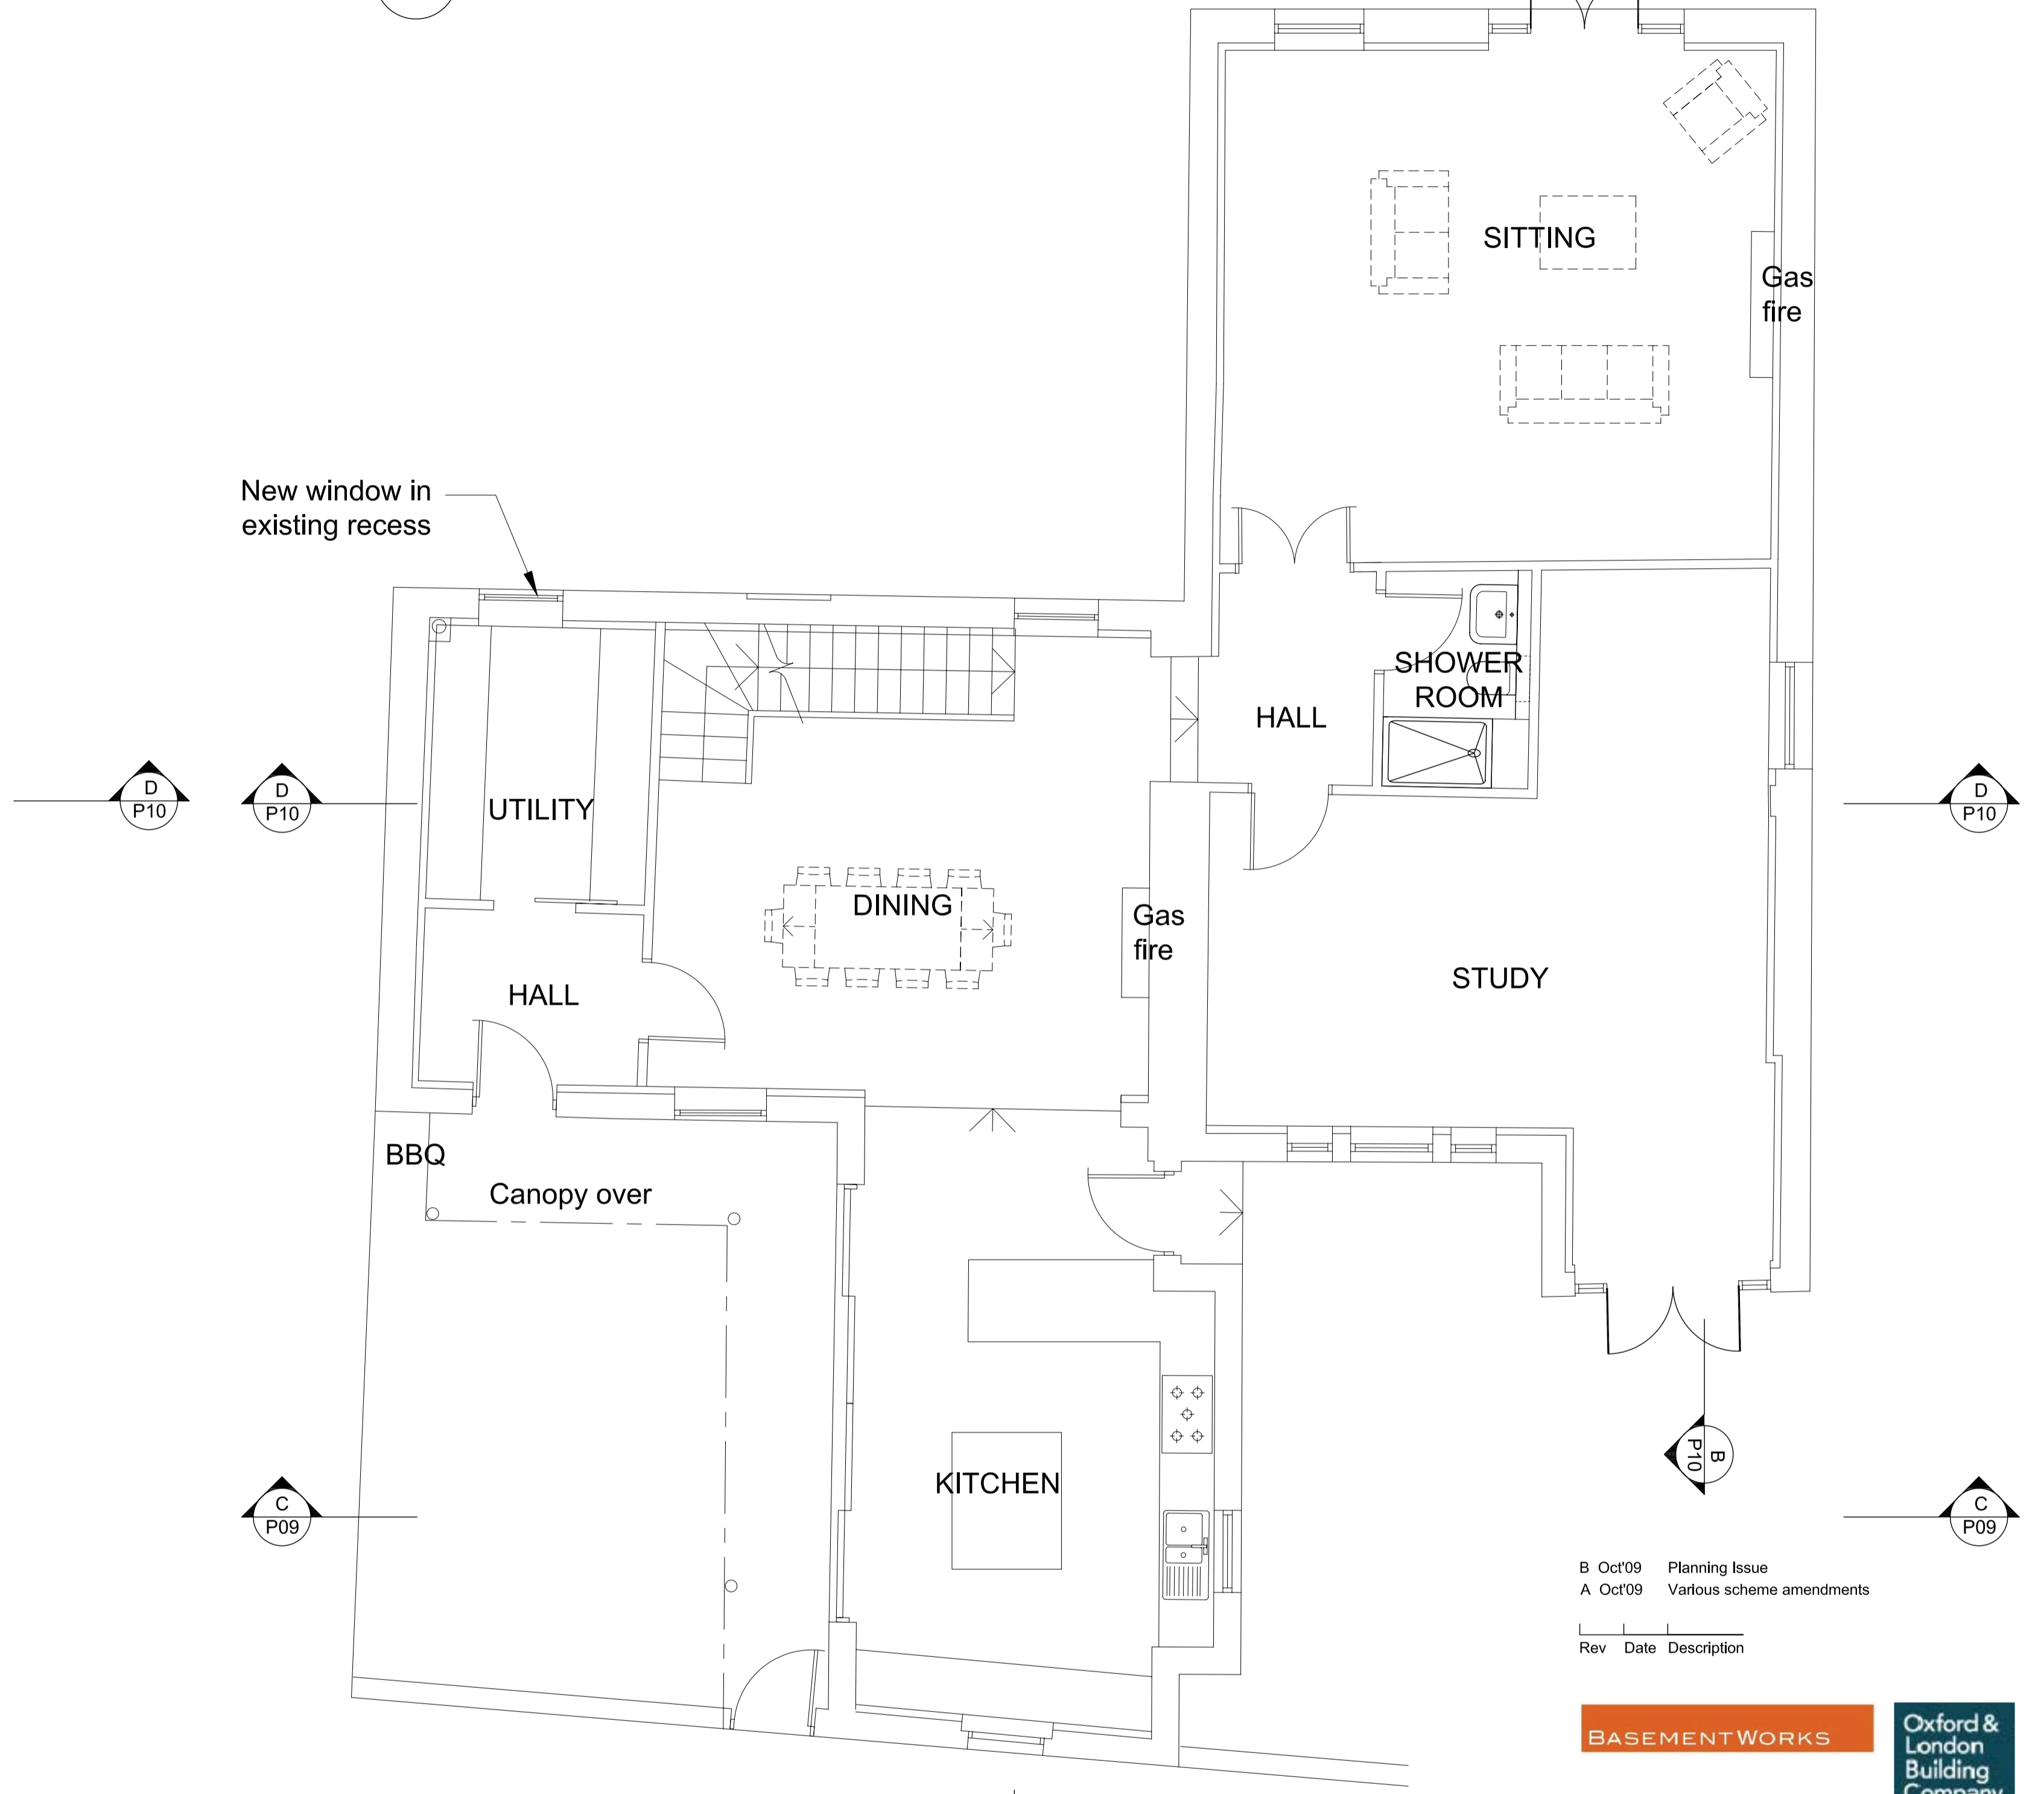 SITTING
Gas
fire
New window in
existing recess
SHOWER
ROOM
HALL
D
P10
D
P10
UTILITY
D
P10
DINING
Gas
fire
STUDY
HALL
BBQ
Canopy over
B
P10
KITCHEN
C
P09
C
P09
B Oct'09 Planning Issue
A Oct'09 Various scheme amendments
Rev Date Description
BASEMENTWORKS
Oxford &
London
Building
Company